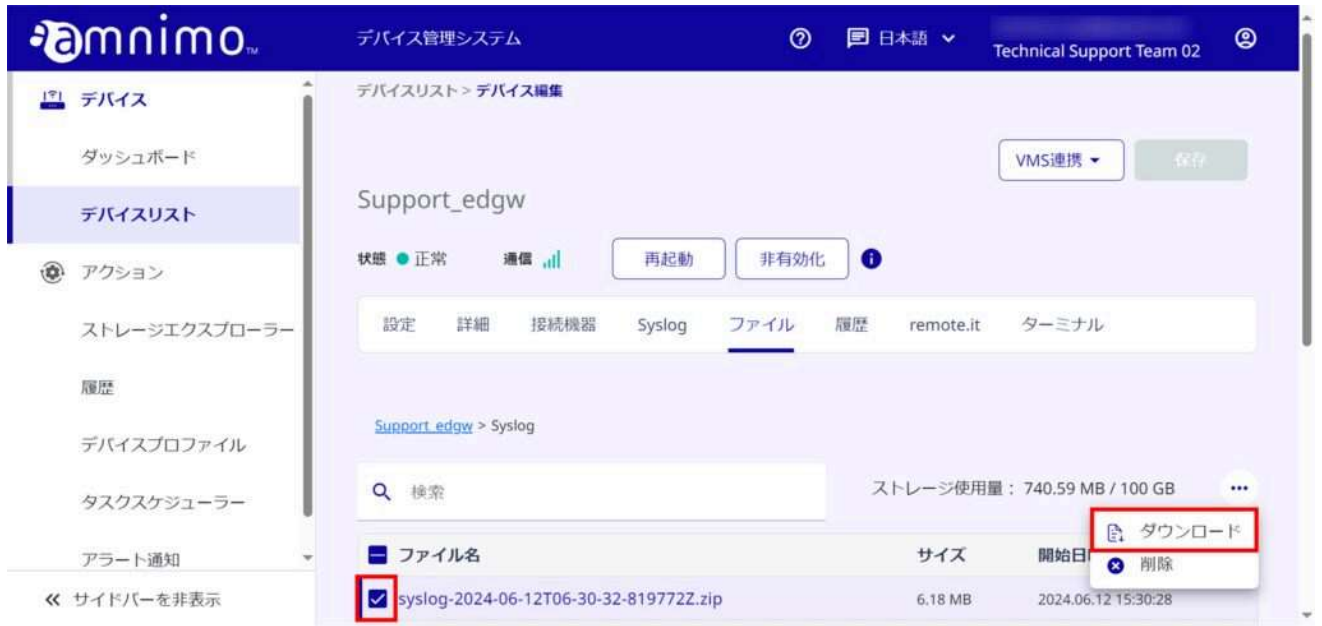 amnimo™
デバイス管理システム
日本語
Technical Support Team 02
デバイス
ダッシュボード
デバイスリスト
アクション
ストレージエクスプローラー
履歴
デバイスプロファイル
タスクスケジューラー
アラート通知
サイドバーを非表示
デバイスリスト > デバイス編集
VMS連携
保存
Support_edgw
状態 正常 通信
再起動
非有効化
設定 詳細 接続機器 Syslog ファイル 履歴 remote.it ターミナル
Support_edgw > Syslog
検索
ストレージ使用量： 740.59 MB / 100 GB
ダウンロード
削除
ファイル名 サイズ 開始日
syslog-2024-06-12T06-30-32-819772Z.zip 6.18 MB 2024.06.12 15:30:28